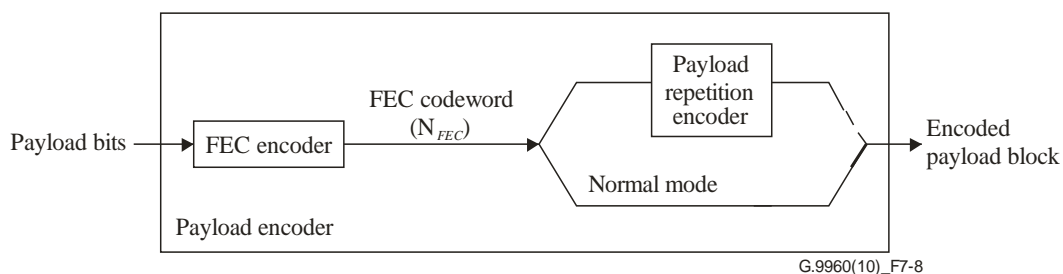 Payload bits
FEC encoder
FEC codeword
(N_FEC)
Payload
repetition
encoder
Normal mode
Encoded
payload block
Payload encoder
G.9960(10)_F7-8